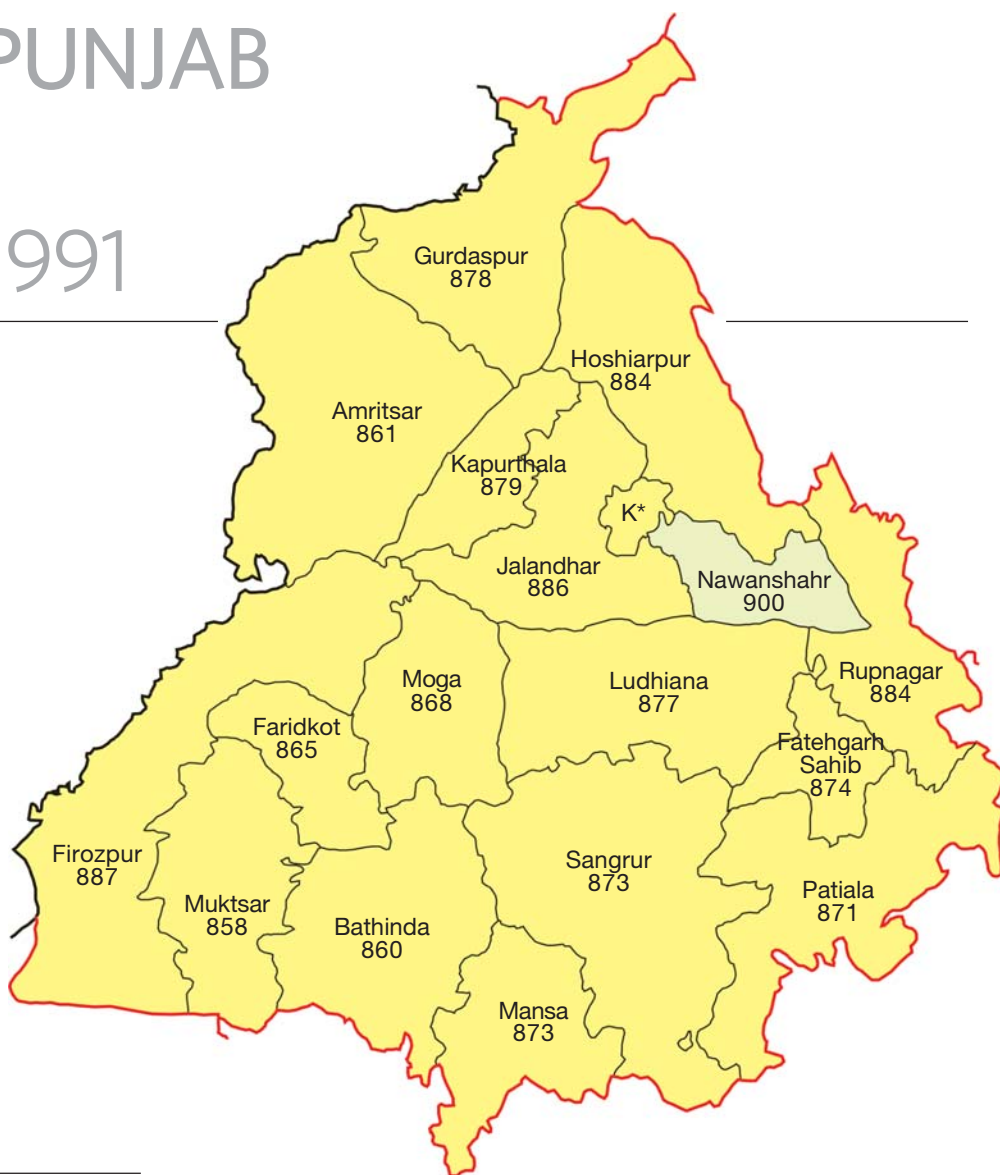 PUNJAB
991
Gurdaspur
878
Hoshiarpur
884
Amritsar
861
Kapurthala
879
K*
Jalandhar
886
Nawanshahr
900
Moga
868
Ludhiana
877
Rupnagar
884
Faridkot
865
Fatehgarh
Sahib
874
Firozpur
887
Sangrur
873
Muktsar
858
Patiala
871
Bathinda
860
Mansa
873